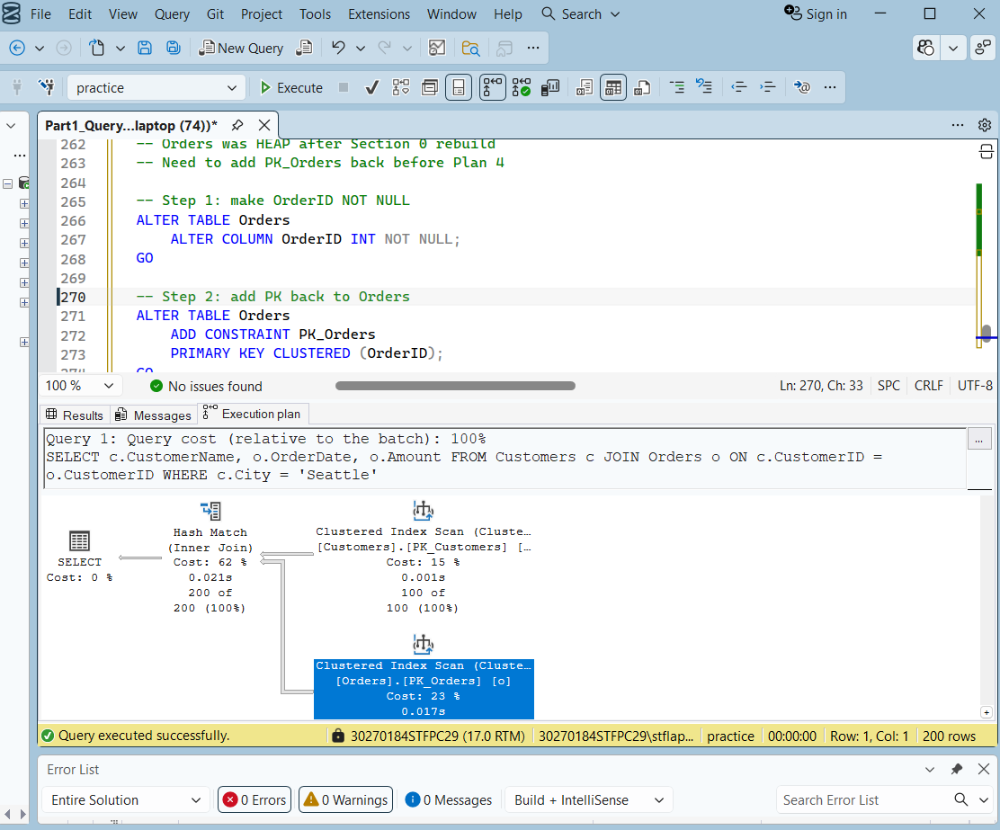 File Edit View Query Git Project Tools Extensions Window Help Search Sign in
New Query
practice Execute
Part1_Query...laptop (74))*
262 -- Orders was HEAP after Section 0 rebuild
263 -- Need to add PK_Orders back before Plan 4
264
265 -- Step 1: make OrderID NOT NULL
266 ALTER TABLE Orders
267 ALTER COLUMN OrderID INT NOT NULL;
268 GO
269
270 -- Step 2: add PK back to Orders
271 ALTER TABLE Orders
272 ADD CONSTRAINT PK_Orders
273 PRIMARY KEY CLUSTERED (OrderID);
274 GO
100 % No issues found Ln: 270, Ch: 33 SPC CRLF UTF-8
Results Messages Execution plan
Query 1: Query cost (relative to the batch): 100%
SELECT c.CustomerName, o.OrderDate, o.Amount FROM Customers c JOIN Orders o ON c.CustomerID =
o.CustomerID WHERE c.City = 'Seattle'
...
SELECT
Cost: 0 %
Hash Match
(Inner Join)
Cost: 62 %
0.021s
200 of
200 (100%)
Clustered Index Scan (Cluste…
[Customers].[PK_Customers] […
Cost: 15 %
0.001s
100 of
100 (100%)
Clustered Index Scan (Cluste…
[Orders].[PK_Orders] [o]
Cost: 23 %
0.017s
Query executed successfully. 30270184STFPC29 (17.0 RTM) 30270184STFPC29\stflap... practice 00:00:00 Row: 1, Col: 1 200 rows
Error List
Entire Solution 0 Errors 0 Warnings 0 Messages Build + IntelliSense Search Error List